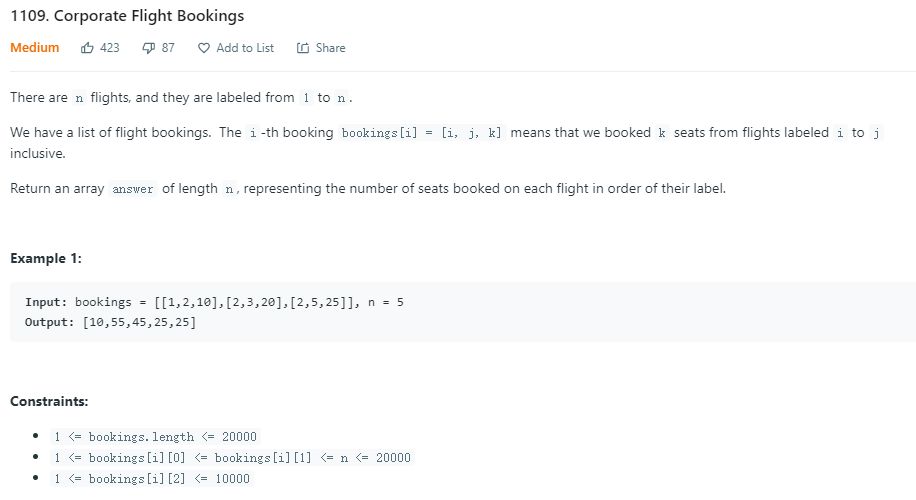 1109. Corporate Flight Bookings
Medium 423 87 Add to List Share
There are n flights, and they are labeled from 1 to n.
We have a list of flight bookings. The i-th booking bookings[i] = [i, j, k] means that we booked k seats from flights labeled i to j
inclusive.
Return an array answer of length n, representing the number of seats booked on each flight in order of their label.
Example 1:
Input: bookings = [[1,2,10],[2,3,20],[2,5,25]], n = 5
Output: [10,55,45,25,25]
Constraints:
• 1 <= bookings.length <= 20000
• 1 <= bookings[i][0] <= bookings[i][1] <= n <= 20000
• 1 <= bookings[i][2] <= 10000